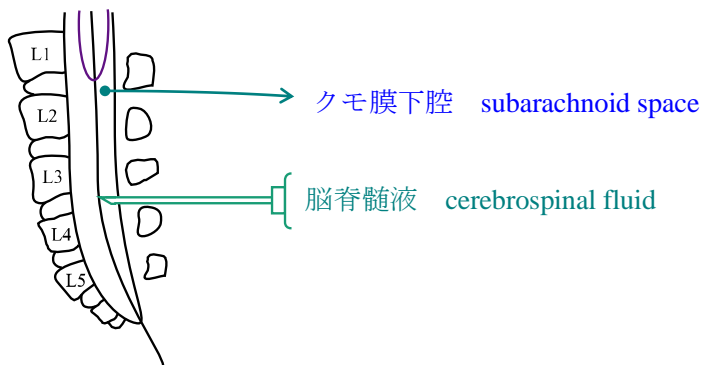 L1
クモ膜下腔　subarachnoid space
L2
L3
脳脊髄液　cerebrospinal fluid
L4
L5